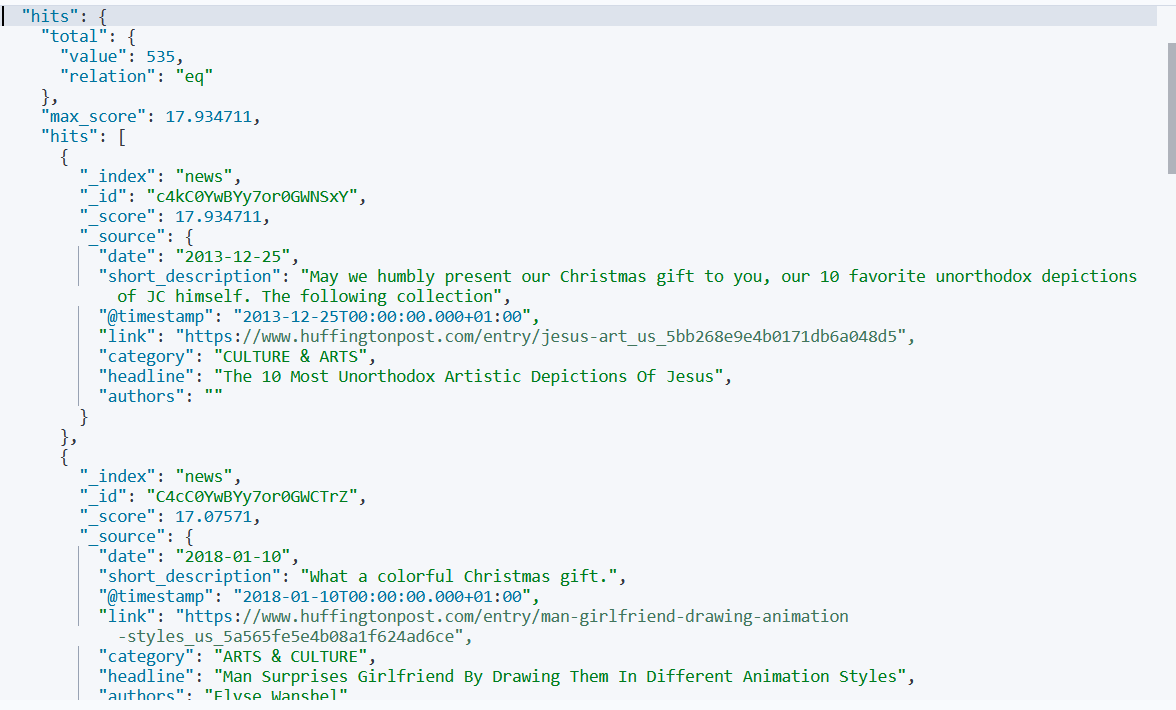 "hits": {
"total": {
"value": 535,
"relation": "eq"
},
"max_score": 17.934711,
"hits": [
{
"_index": "news",
"_id": "c4kC0YwBYy7or0GWNSxY",
"_score": 17.934711,
"_source": {
"date": "2013-12-25",
"short_description": "May we humbly present our Christmas gift to you, our 10 favorite unorthodox depictions
of JC himself. The following collection",
"@timestamp": "2013-12-25T00:00:00.000+01:00",
"link": "https://www.huffingtonpost.com/entry/jesus-art_us_5bb268e9e4b0171db6a048d5",
"category": "CULTURE & ARTS",
"headline": "The 10 Most Unorthodox Artistic Depictions Of Jesus",
"authors": ""
}
},
{
"_index": "news",
"_id": "C4cC0YwBYy7or0GWCTrZ",
"_score": 17.07571,
"_source": {
"date": "2018-01-10",
"short_description": "What a colorful Christmas gift.",
"@timestamp": "2018-01-10T00:00:00.000+01:00",
"link": "https://www.huffingtonpost.com/entry/man-girlfriend-drawing-animation
-styles_us_5a565fe5e4b08a1f624ad6ce",
"category": "ARTS & CULTURE",
"headline": "Man Surprises Girlfriend By Drawing Them In Different Animation Styles",
"authors": "Elyse Wanshel"